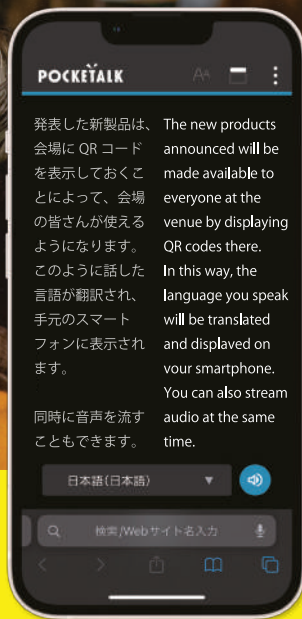 POCKETALK
AA
発表した新製品は、
会場に QR コード
を表示しておくこ
とによって、会場
の皆さんが使える
ようになります。
このように話した
言語が翻訳され、
手元のスマート
フォンに表示され
ます。
同時に音声を流す
こともできます。
The new products
announced will be
made available to
everyone at the
venue by displaying
QR codes there.
In this way, the
language you speak
will be translated
and displaved on
vour smartphone.
You can also stream
audio at the same
time.
日本語(日本語)
検索/Webサイト名入力